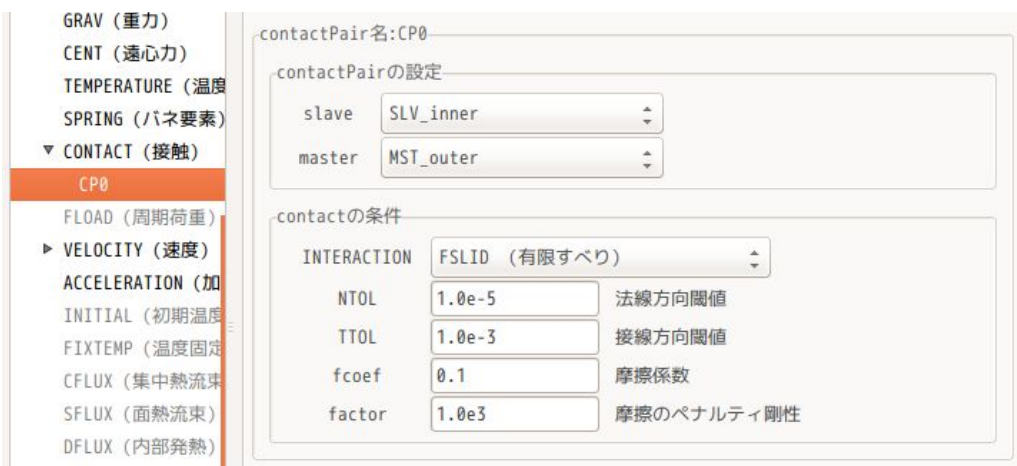 GRAV (重力)
CENT (遠心力)
TEMPERATURE (温度
SPRING (バネ要素)
▼ CONTACT (接触)
CP0
FLOAD (周期荷重)
▶ VELOCITY (速度)
ACCELERATION (加
INITIAL (初期温度
FIXTEMP (温度固定
CFLUX (集中熱流束
SFLUX (面熱流束)
DFLUX (内部発熱)
contactPair名:CP0
contactPairの設定
slave SLV_inner
master MST_outer
contactの条件
INTERACTION FSLID (有限すべり)
NTOL 1.0e-5 法線方向閾値
TTOL 1.0e-3 接線方向閾値
fcoef 0.1 摩擦係数
factor 1.0e3 摩擦のペナルティ剛性